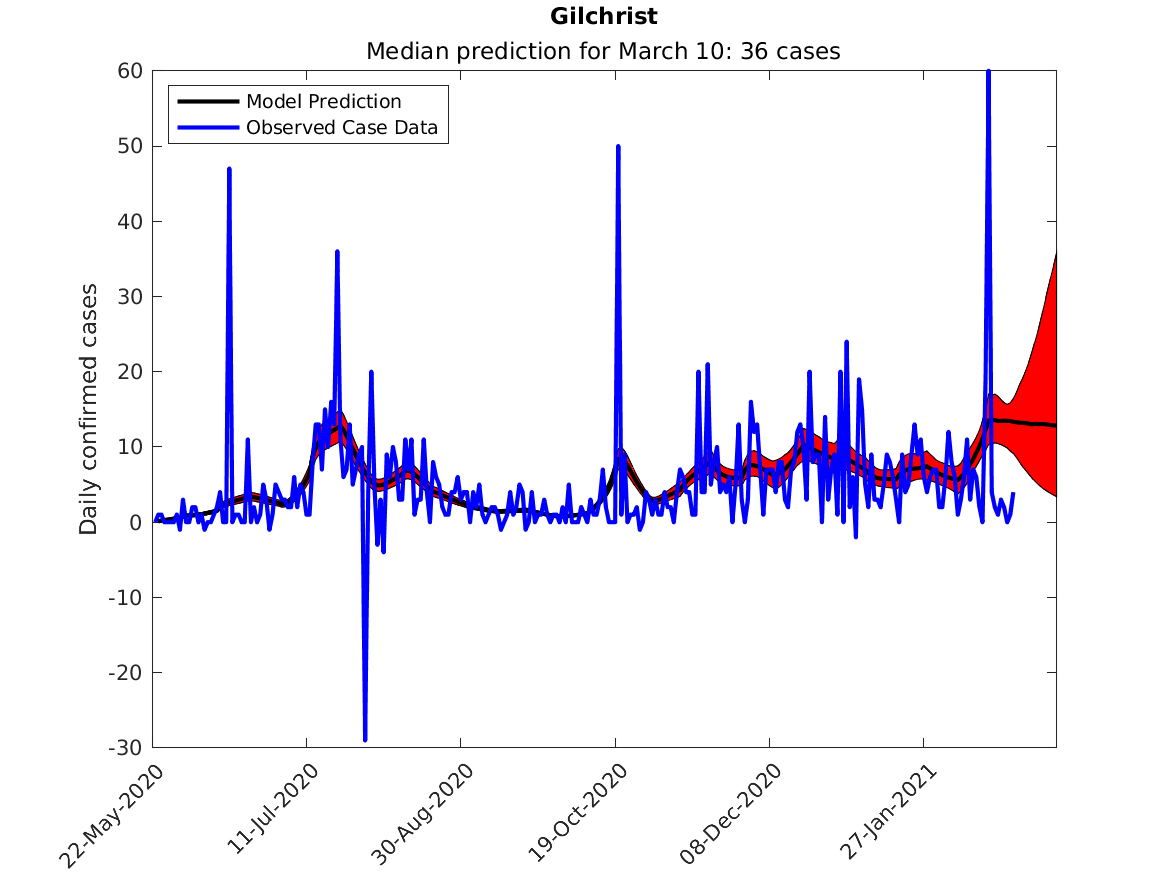 Gilchrist
Median prediction for March 10: 36 cases
Model Prediction
Observed Case Data
Daily confirmed cases
60
50
40
30
20
10
0
-10
-20
-30
22-May-2020
11-Jul-2020
30-Aug-2020
19-Oct-2020
08-Dec-2020
27-Jan-2021